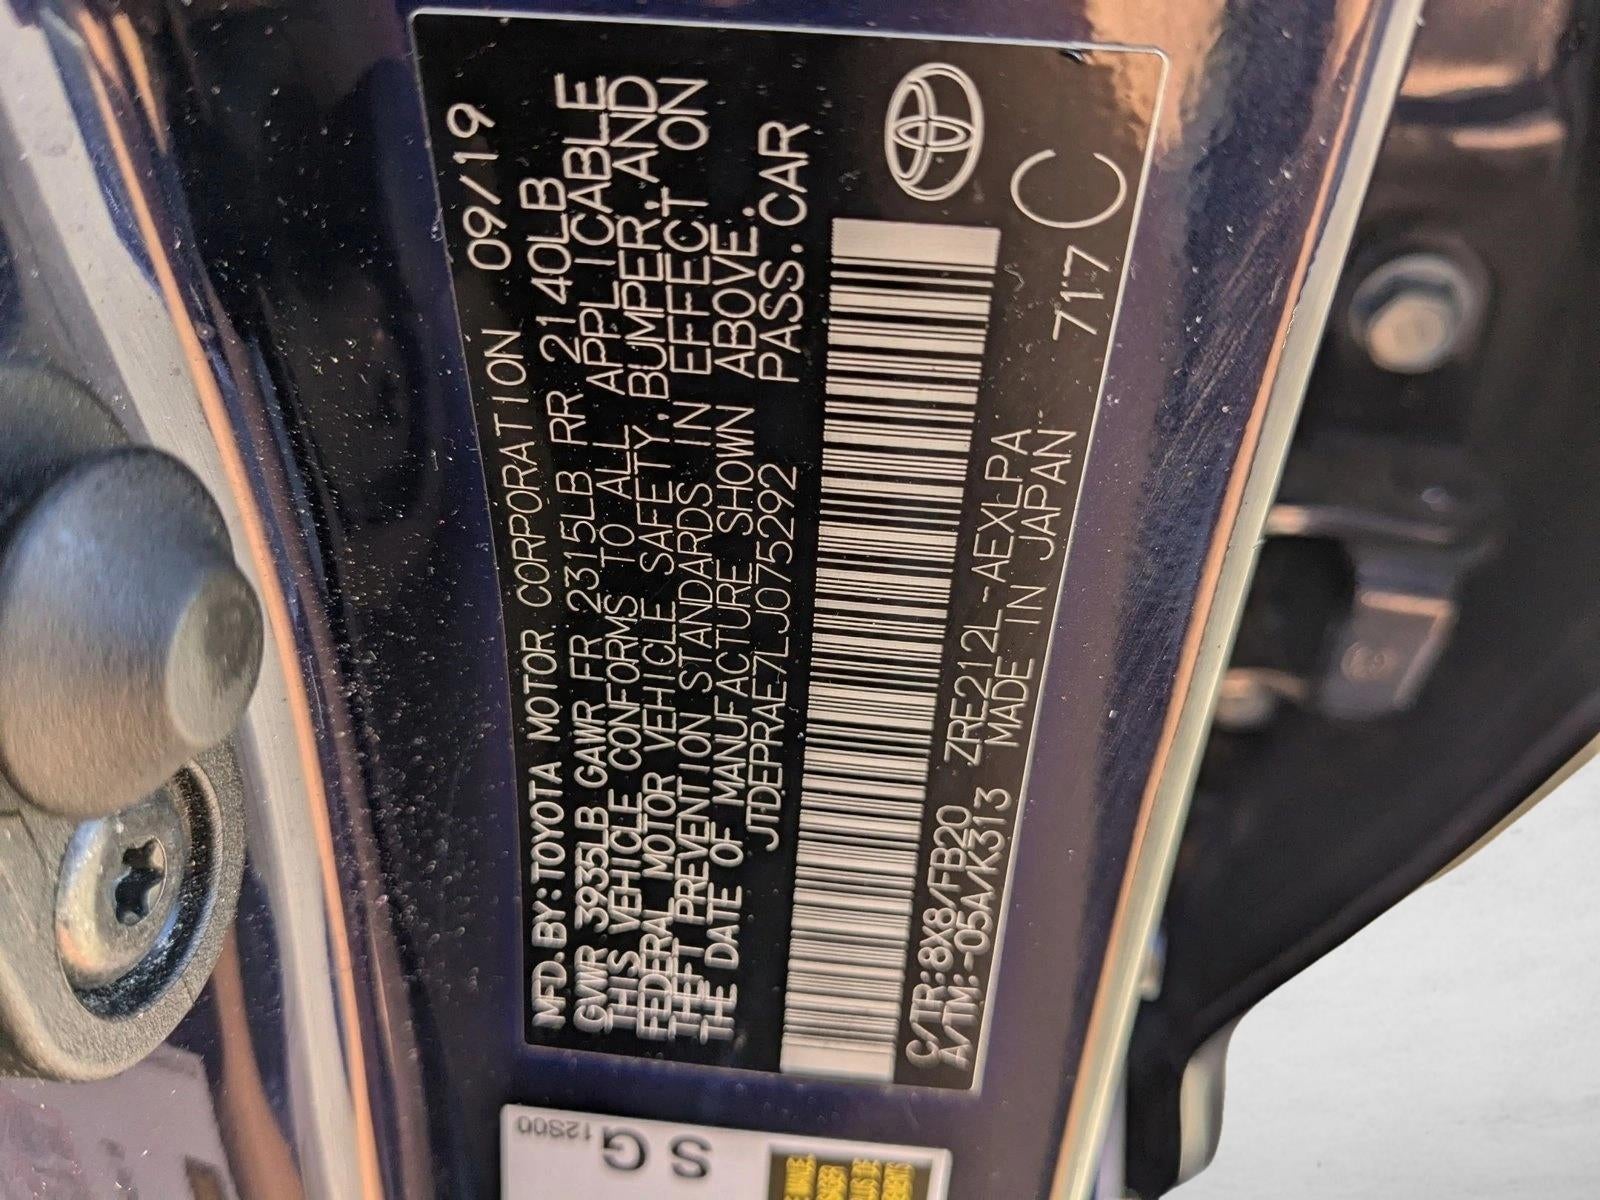 MFD.BY:TOYOTA MOTOR CORPORATION 09/19
GVWR 3935LB GAWR FR 2315LB RR 2140LB
THIS VEHICLE CONFORMS TO ALL APPLICABLE
FEDERAL MOTOR VEHICLE SAFETY,BUMPER,AND
THEFT PREVENTION STANDARDS IN EFFECT ON
THE DATE OF MANUFACTURE SHOWN ABOVE.
JTDEPRAE7LJ075292 PASS.CAR
C/TR:8X8/FB20 ZRE212L-AEXLPA 7117 C
A/TM:-05A/K313 MADE IN JAPAN
12S00
SG